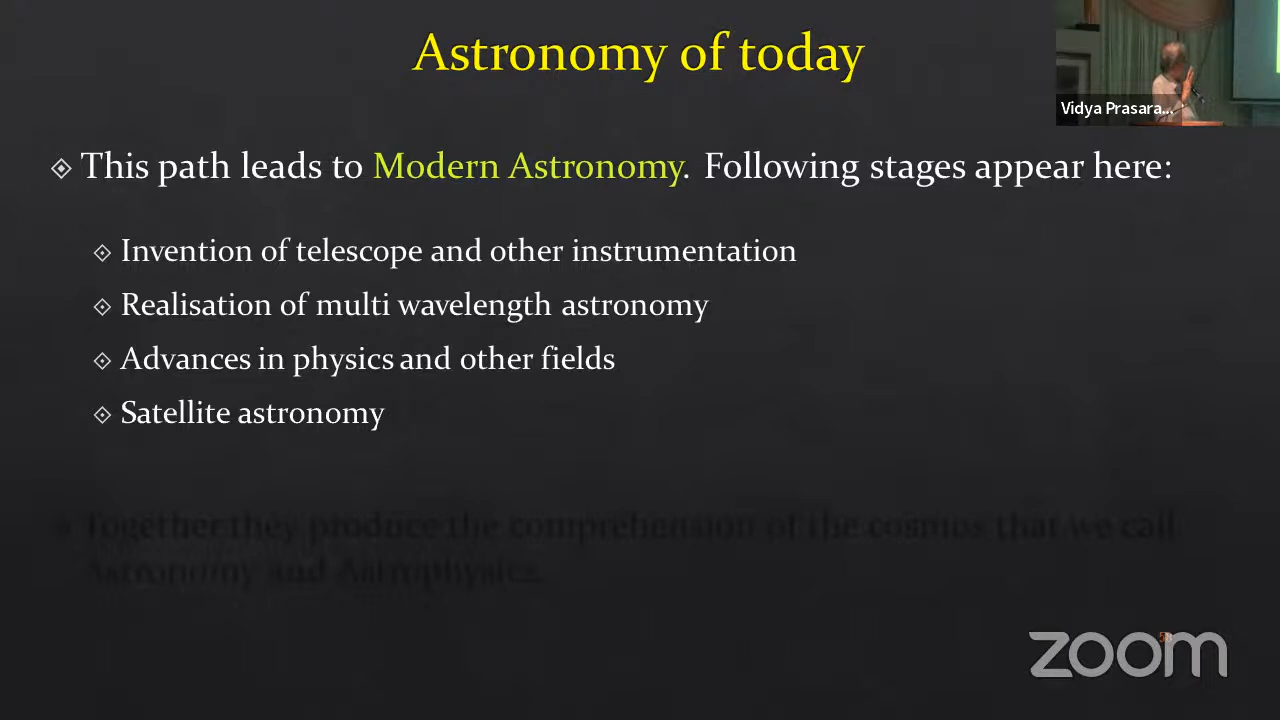 Astronomy of today
Vidya Prasara...
This path leads to Modern Astronomy. Following stages appear here:
Invention of telescope and other instrumentation
Realisation of multi wavelength astronomy
Advances in physics and other fields
Satellite astronomy
Together they produce the comprehension of the cosmos that we call
Astronomy and Astrophysics.
zoom